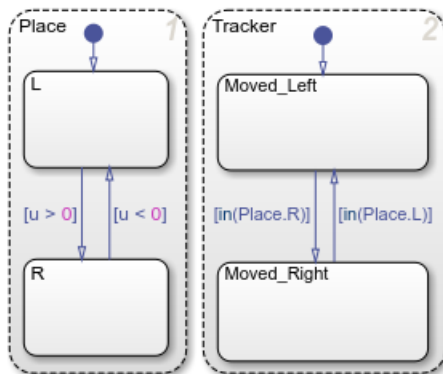 Place 1
L
[u > 0] [u < 0]
R
Tracker 2
Moved_Left
[in(Place.R)] [in(Place.L)]
Moved_Right